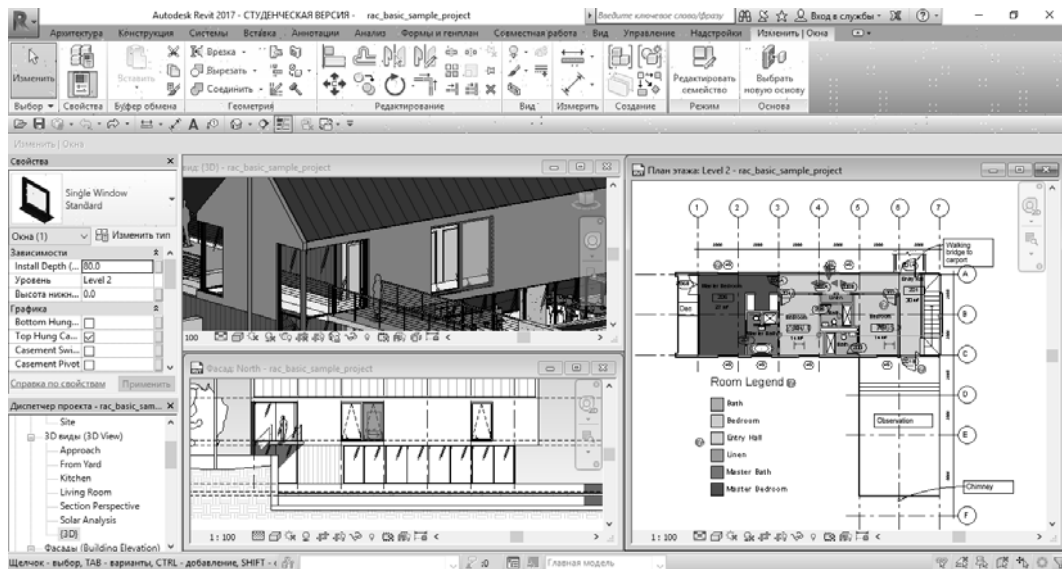 Autodesk Revit 2017 - СТУДЕНЧЕСКАЯ ВЕРСИЯ - rac_basic_sample_project
Введите ключевое слово/фразу
Вход в службы
Архитектура Конструкция Системы Вставка Аннотации Анализ Формы и генплан Совместная работа Вид Управление Надстройки Изменить | Окна
Изменить
Вставить
Врезка
Вырезать
Соединить
Редактировать семейство
Выбрать новую основу
Выбор Свойства Буфер обмена Геометрия Редактирование Вид Измерить Создание Режим Основа
Изменить | Окна
Свойства
Single Window
Standard
Окна (1)
Изменить тип
Зависимости
Install Depth (... 80.0
Уровень Level 2
Высота нижн... 0.0
Графика
Bottom Hung...
Top Hung Ca...
Casement Swi...
Casement Pivot
Справка по свойствам Применить
Диспетчер проекта - rac_basic_sam...
Site
3D виды (3D View)
Approach
From Yard
Kitchen
Living Room
Section Perspective
Solar Analysis
{3D}
Фасады (Building Elevation)
вид: {3D} - rac_basic_sample_project
100
Фасад: North - rac_basic_sample_project
1 : 100
План этажа: Level 2 - rac_basic_sample_project
1 2 3 4 5 6 7
Walking
bridge to
carport
A
B
C
D
E
F
Deck
Room Legend
Bath
Bedroom
Entry Hall
Linen
Master Bath
Master Bedroom
Observation
Chimney
1 : 100
Щелчок - выбор, TAB - варианты, CTRL - добавление, SHIFT -
:0
Главная модель